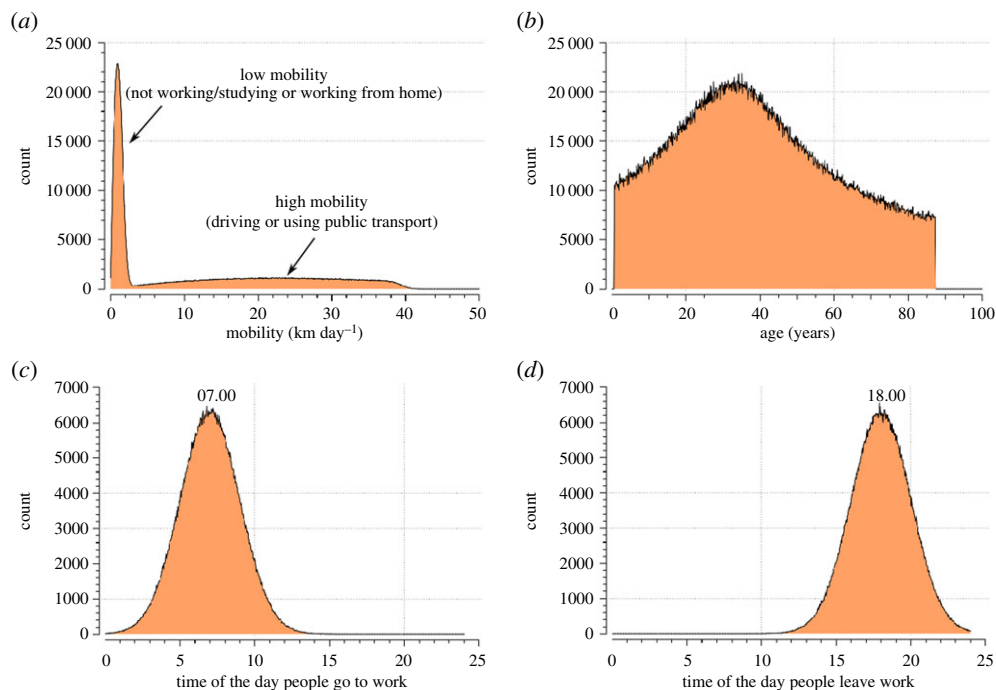 (a)
25 000
20 000
15 000
10 000
5000
0
count
low mobility
(not working/studying or working from home)
high mobility
(driving or using public transport)
0 10 20 30 40 50
mobility (km day–1)
(b)
25 000
20 000
15 000
10 000
5000
0
count
0 20 40 60 80 100
age (years)
(c)
7000
6000
5000
4000
3000
2000
1000
0
count
07.00
0 5 10 15 20 25
time of the day people go to work
(d)
7000
6000
5000
4000
3000
2000
1000
0
count
18.00
0 5 10 15 20 25
time of the day people leave work